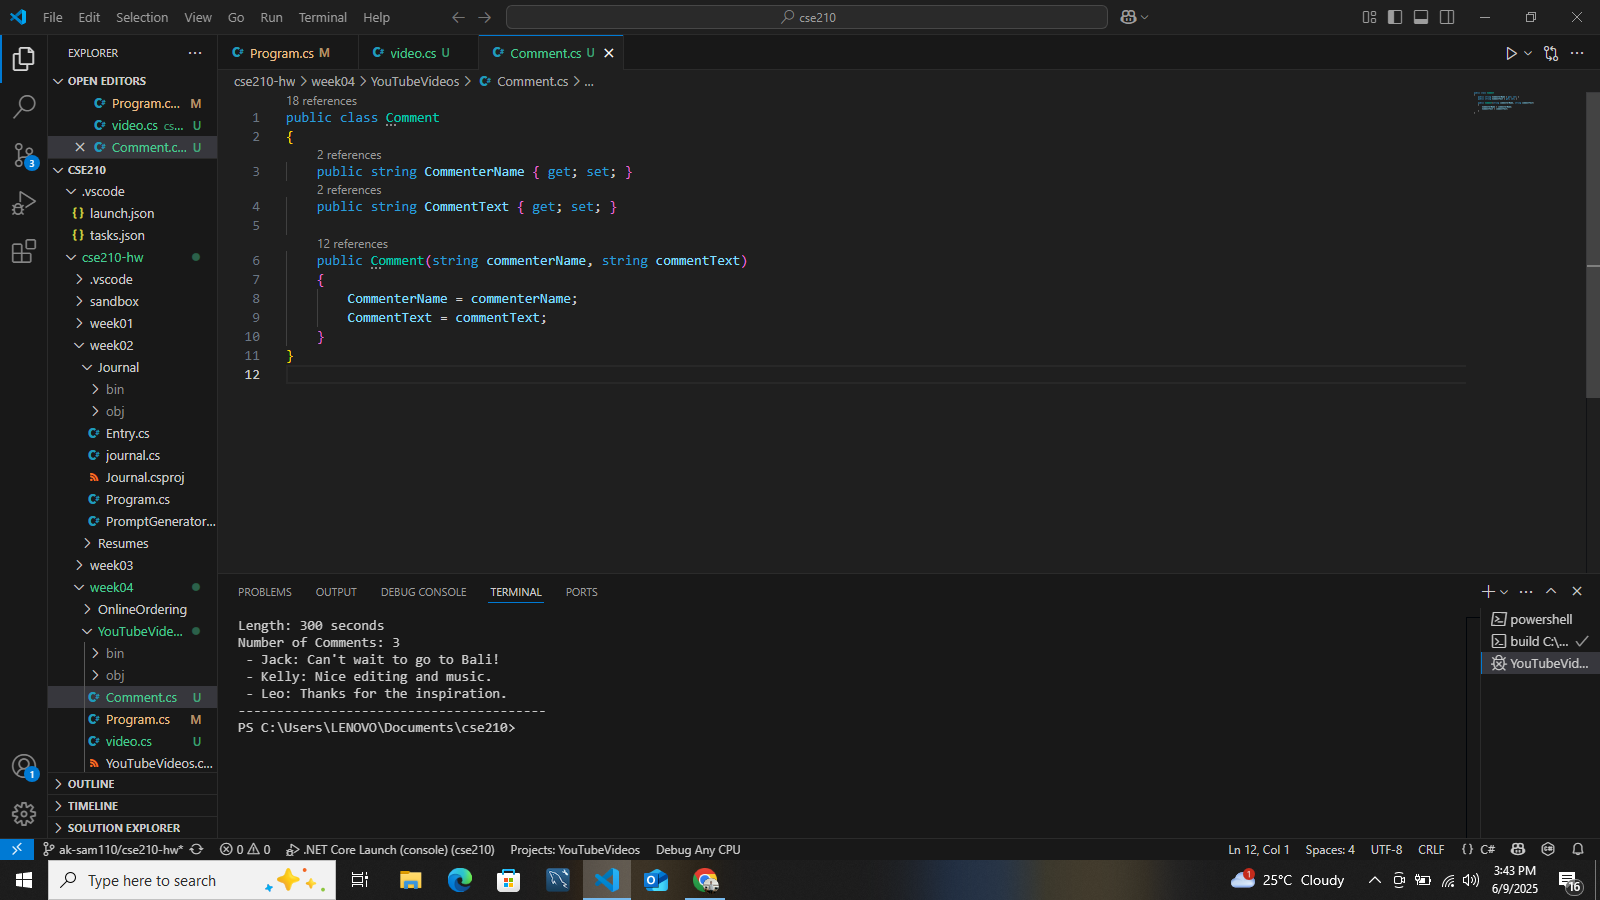 File Edit Selection View Go Run Terminal Help
cse210
EXPLORER
OPEN EDITORS
Program.c... M
video.cs cs... U
Comment.c... U
CSE210
.vscode
{} launch.json
{} tasks.json
cse210-hw
.vscode
sandbox
week01
week02
Journal
bin
obj
Entry.cs
journal.cs
Journal.csproj
Program.cs
PromptGenerator...
Resumes
week03
week04
OnlineOrdering
YouTubeVide...
bin
obj
Comment.cs U
Program.cs M
video.cs U
YouTubeVideos.c...
OUTLINE
TIMELINE
SOLUTION EXPLORER
3
1
Program.cs M video.cs U Comment.cs U
cse210-hw > week04 > YouTubeVideos > Comment.cs > ...
18 references
1 public class Comment
2 {
2 references
3 public string CommenterName { get; set; }
2 references
4 public string CommentText { get; set; }
5
12 references
6 public Comment(string commenterName, string commentText)
7 {
8 CommenterName = commenterName;
9 CommentText = commentText;
10 }
11 }
12
PROBLEMS OUTPUT DEBUG CONSOLE TERMINAL PORTS
Length: 300 seconds
Number of Comments: 3
- Jack: Can't wait to go to Bali!
- Kelly: Nice editing and music.
- Leo: Thanks for the inspiration.
----------------------------------------
PS C:\Users\LENOVO\Documents\cse210>
powershell
build C:\...
YouTubeVid...
ak-sam110/cse210-hw* 0 0 .NET Core Launch (console) (cse210) Projects: YouTubeVideos Debug Any CPU
Ln 12, Col 1 Spaces: 4 UTF-8 CRLF {} C#
Type here to search
1 25°C Cloudy
3:43 PM
6/9/2025
16